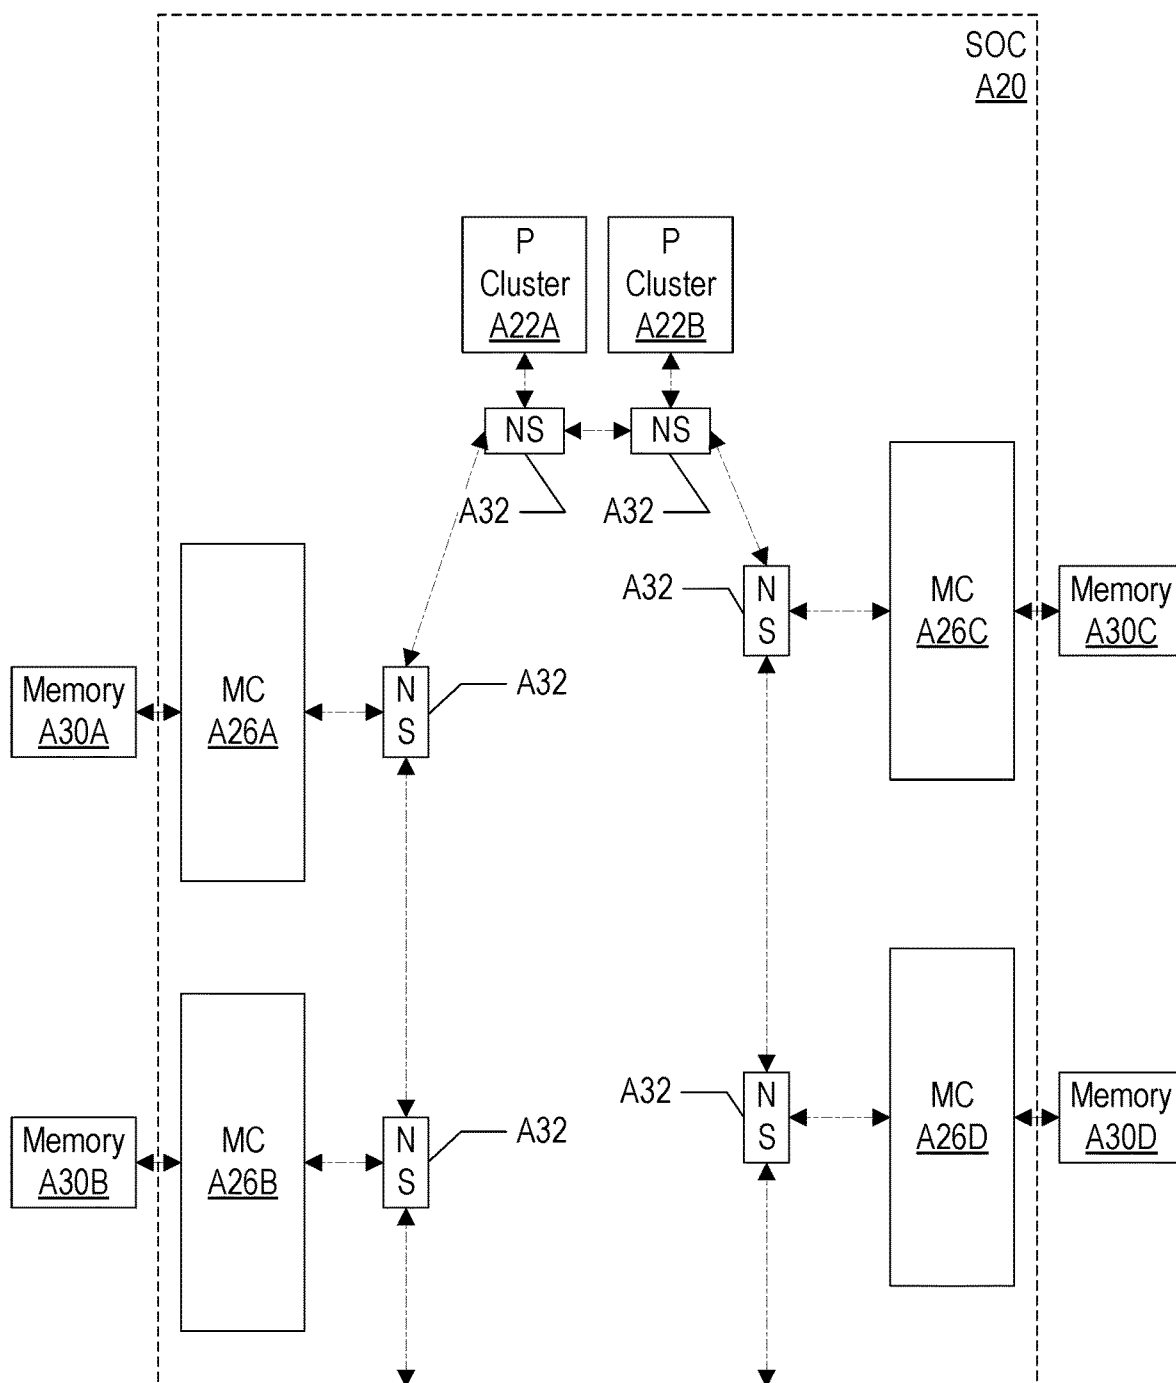 SOC
A20
P
Cluster
A22A
P
Cluster
A22B
NS
NS
A32
A32
A32
N
S
MC
A26C
Memory
A30C
Memory
A30A
MC
A26A
N
S
A32
A32
N
S
MC
A26D
Memory
A30D
Memory
A30B
MC
A26B
N
S
A32